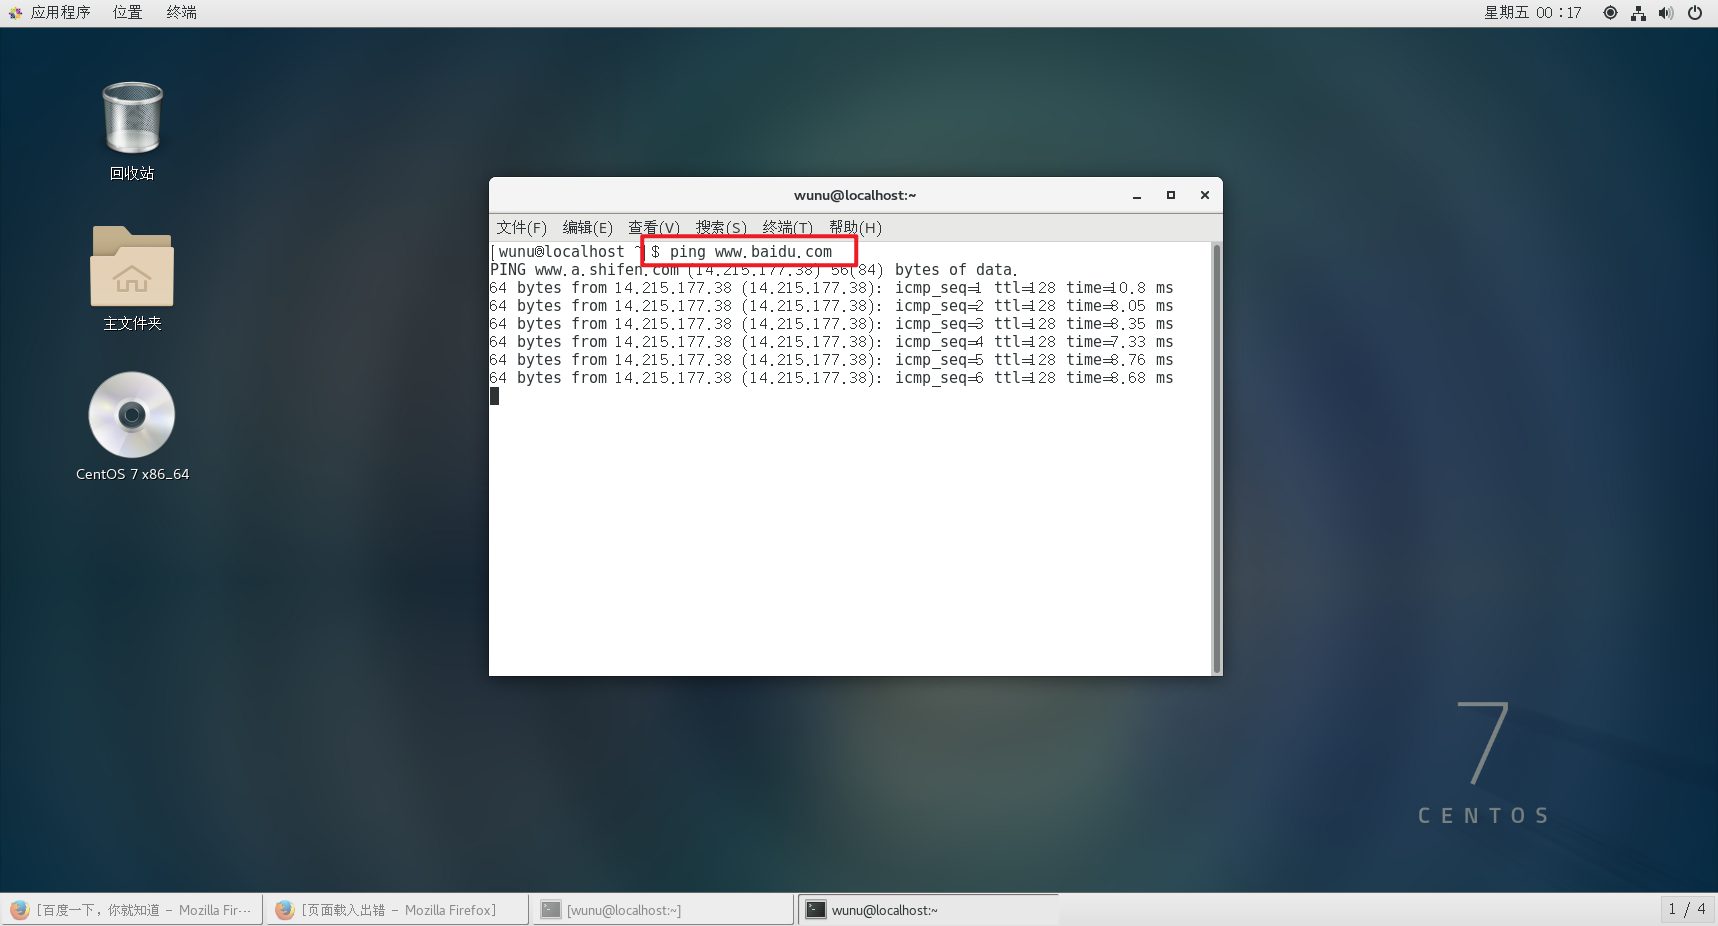 应用程序 位置 终端 星期五 00：17
回收站
主文件夹
CentOS 7 x86_64
wunu@localhost:~
文件(F) 编辑(E) 查看(V) 搜索(S) 终端(T) 帮助(H)
[wunu@localhost ~]$ ping www.baidu.com
PING www.a.shifen.com (14.215.177.38) 56(84) bytes of data.
64 bytes from 14.215.177.38 (14.215.177.38): icmp_seq=1 ttl=128 time=10.8 ms
64 bytes from 14.215.177.38 (14.215.177.38): icmp_seq=2 ttl=128 time=8.05 ms
64 bytes from 14.215.177.38 (14.215.177.38): icmp_seq=3 ttl=128 time=8.35 ms
64 bytes from 14.215.177.38 (14.215.177.38): icmp_seq=4 ttl=128 time=7.33 ms
64 bytes from 14.215.177.38 (14.215.177.38): icmp_seq=5 ttl=128 time=8.76 ms
64 bytes from 14.215.177.38 (14.215.177.38): icmp_seq=6 ttl=128 time=8.68 ms
7
CENTOS
[百度一下，你就知道 - Mozilla Fir··· [页面载入出错 - Mozilla Firefox] [wunu@localhost:~] wunu@localhost:~ 1 / 4